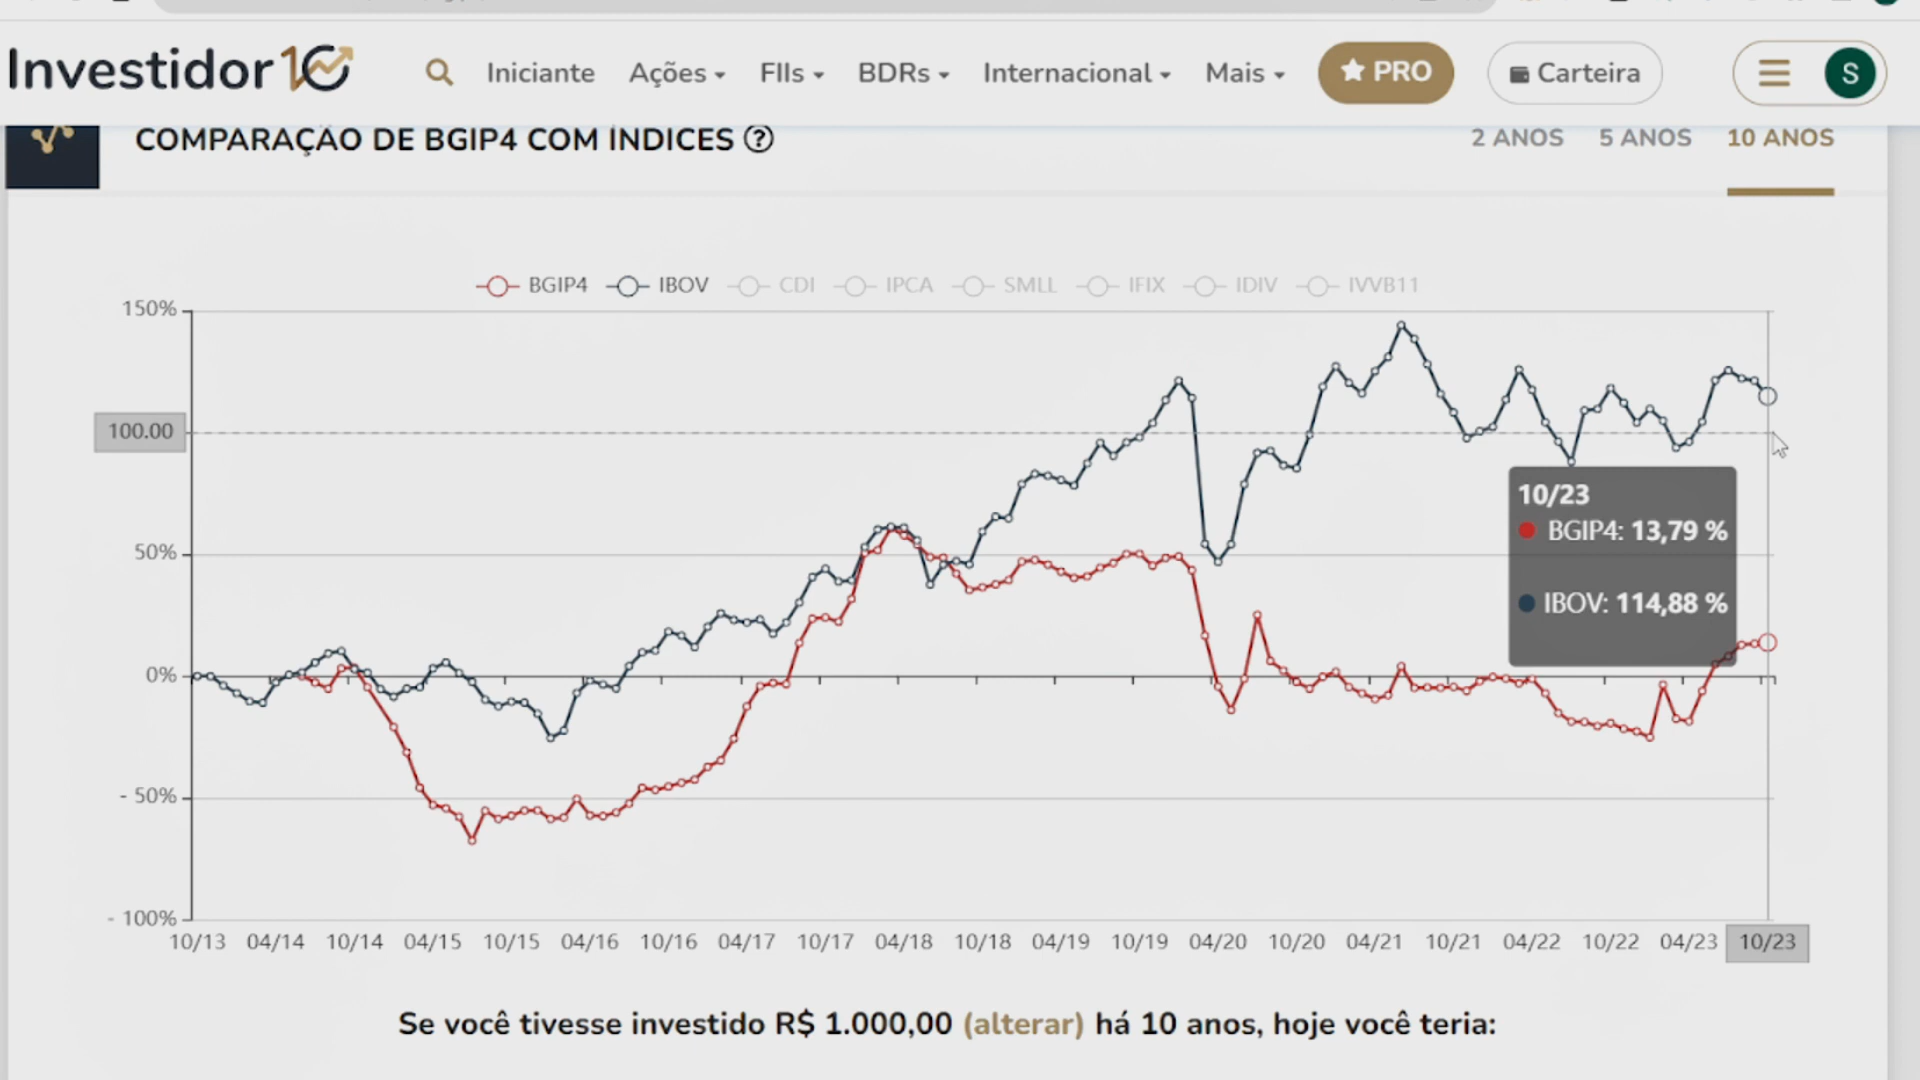 Investidor 10
Iniciante Ações FIIs BDRs Internacional Mais PRO Carteira S
COMPARAÇÃO DE BGIP4 COM ÍNDICES ?
2 ANOS 5 ANOS 10 ANOS
BGIP4 IBOV CDI IPCA SMLL IFIX IDIV IVVB11
150%
100.00
50%
0%
- 50%
- 100%
10/23
BGIP4: 13,79 %
IBOV: 114,88 %
10/13 04/14 10/14 04/15 10/15 04/16 10/16 04/17 10/17 04/18 10/18 04/19 10/19 04/20 10/20 04/21 10/21 04/22 10/22 04/23 10/23
Se você tivesse investido R$ 1.000,00 (alterar) há 10 anos, hoje você teria: